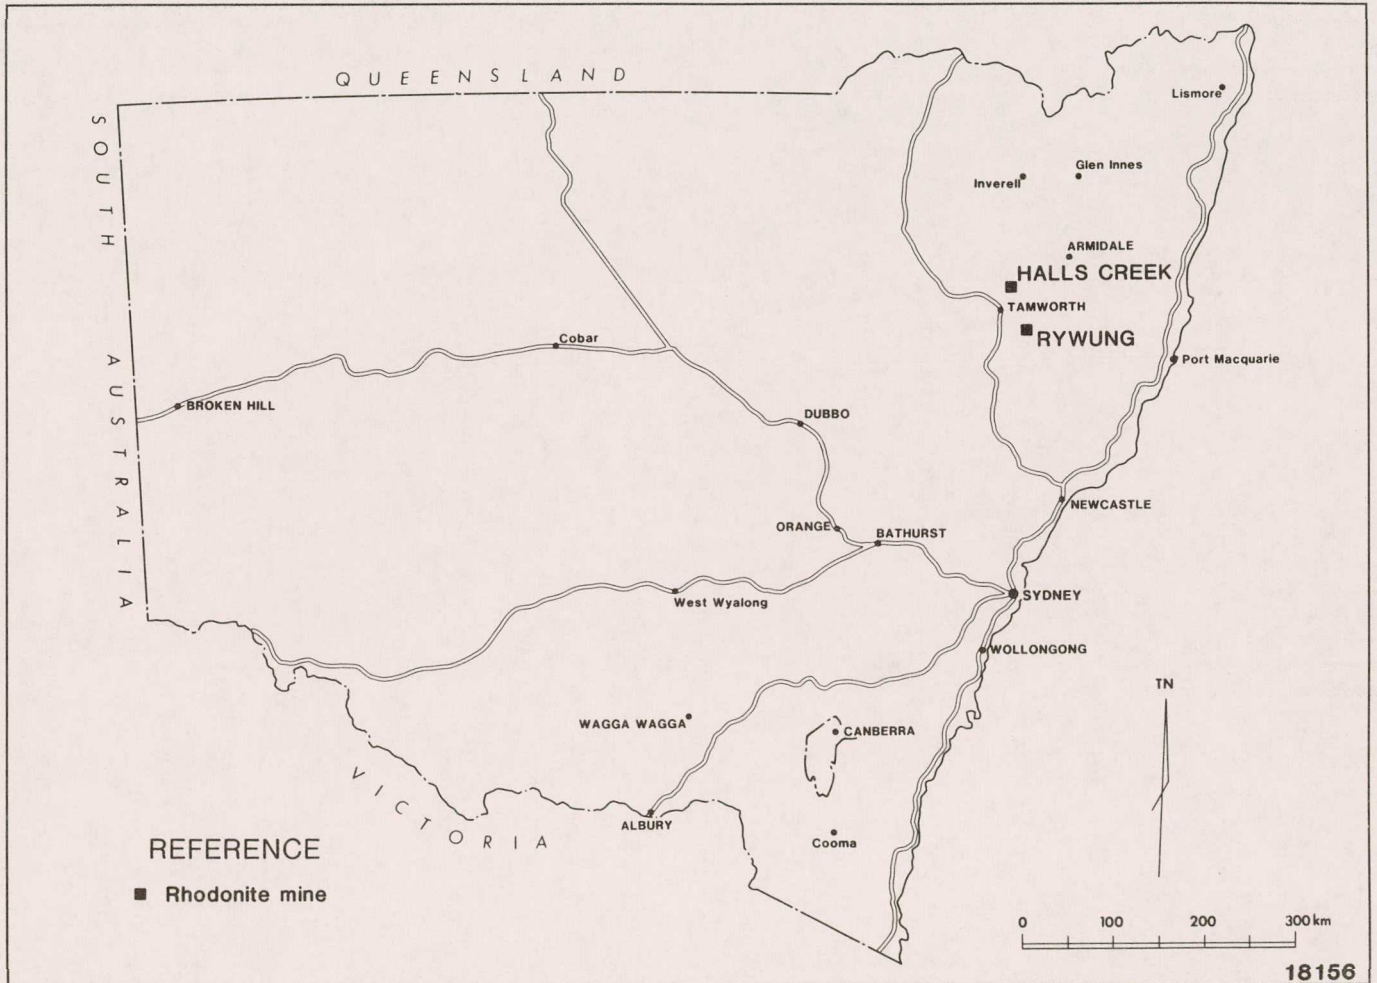 QUEENSLAND
Lismore
SOUTH AUSTRALIA
Glen Innes
Inverell
ARMIDALE
HALLS CREEK
TAMWORTH
RYWUNG
Cobar
Port Macquarie
BROKEN HILL
DUBBO
NEWCASTLE
ORANGE
BATHURST
SYDNEY
West Wyalong
WOLLONGONG
TN
WAGGA WAGGA
CANBERRA
VICTORIA
ALBURY
Cooma
REFERENCE
Rhodonite mine
0 100 200 300 km
18156